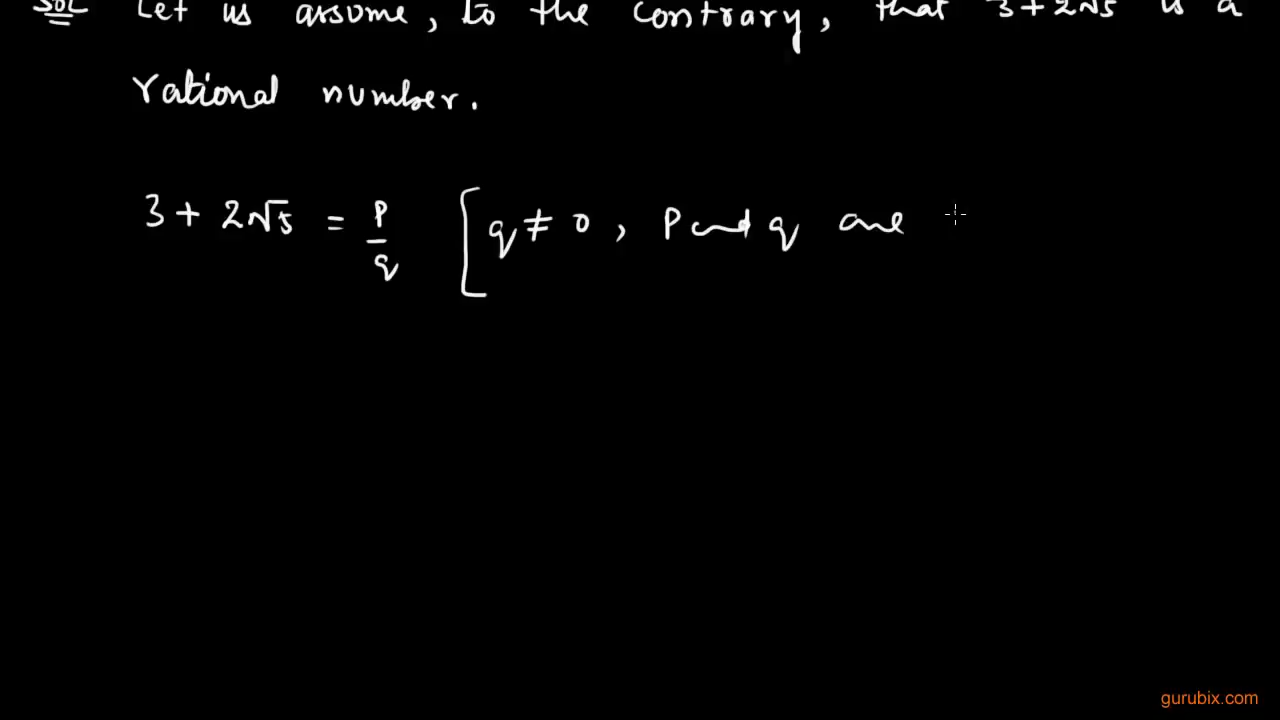 Sol Let us assume, to the contrary, that 3+2√5 is a
rational number.
3 + 2√5 = p/q [q ≠ 0, p and q are
gurubix.com